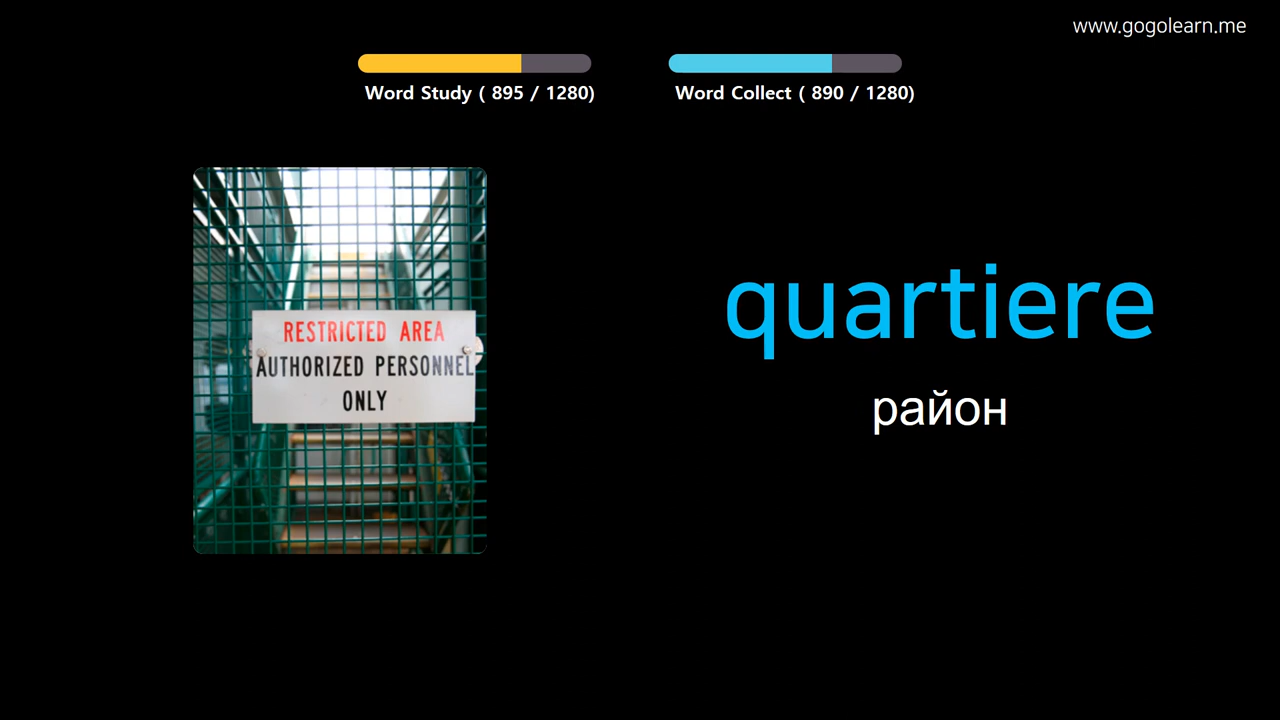 www.gogolearn.me
Word Study ( 895 / 1280)
Word Collect ( 890 / 1280)
RESTRICTED AREA
AUTHORIZED PERSONNEL
ONLY
quartiere
район